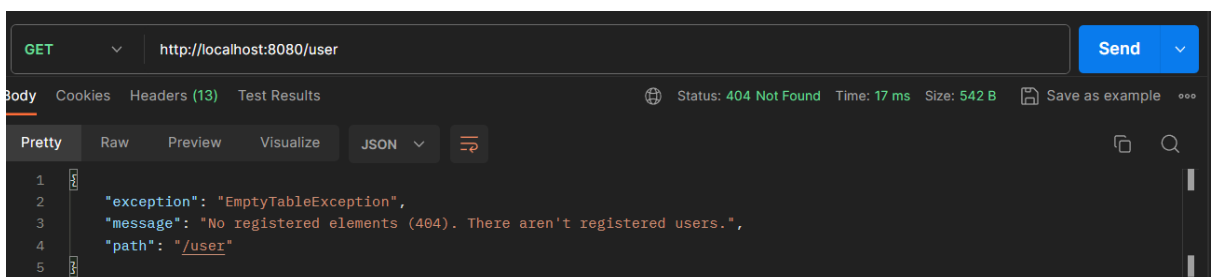 GET http://localhost:8080/user Send
Body Cookies Headers (13) Test Results Status: 404 Not Found Time: 17 ms Size: 542 B Save as example
Pretty Raw Preview Visualize JSON
1 {
2 "exception": "EmptyTableException",
3 "message": "No registered elements (404). There aren't registered users.",
4 "path": "/user"
5 }